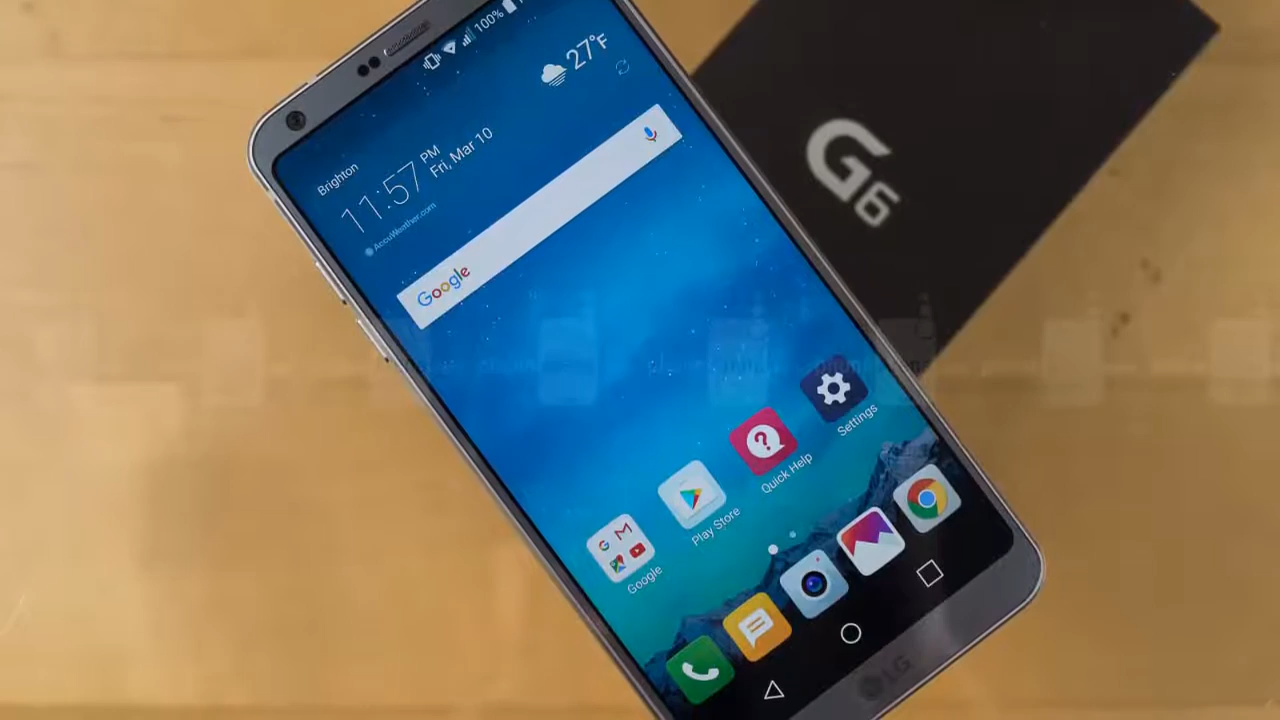 100%
27°F
Brighton
11:57 PM
Fri, Mar 10
AccuWeather.com
Google
G6
Settings
Quick Help
Play Store
Google
LG